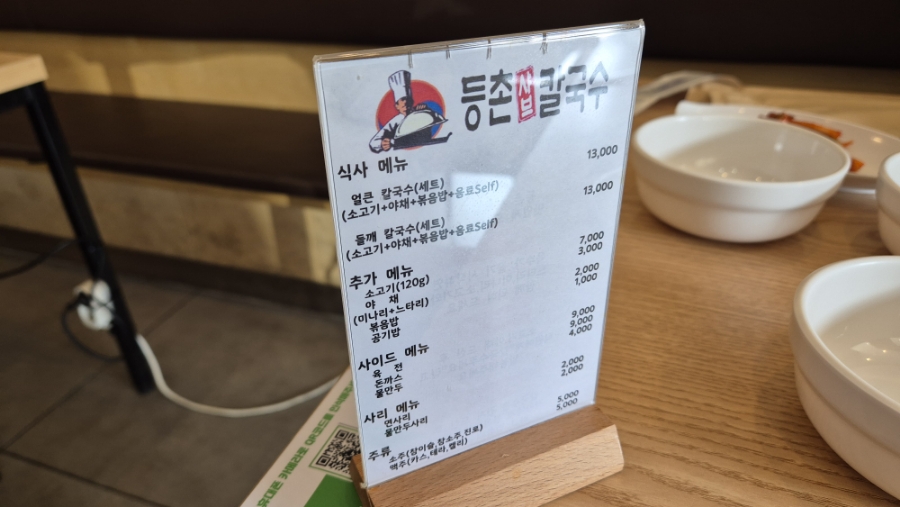 등촌샤브칼국수
식사 메뉴
얼큰 칼국수(세트) 13,000
(소고기+야채+볶음밥+음료Self)
들깨 칼국수(세트) 13,000
(소고기+야채+볶음밥+음료Self)
추가 메뉴
소고기(120g) 7,000
야 채 3,000
(미나리+느타리)
볶음밥 2,000
공기밥 1,000
사이드 메뉴
육 전 9,000
돈까스 9,000
물만두 4,000
사리 메뉴
면사리 2,000
물만두사리 2,000
주류
소주(참이슬,참소주,진로) 5,000
맥주(카스,테라,켈리) 5,000